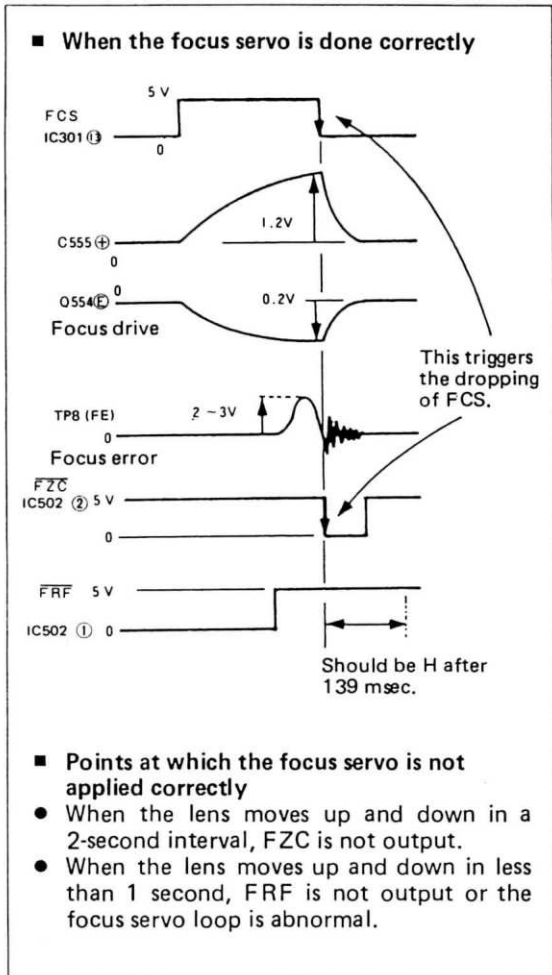 ■ When the focus servo is done correctly
5 V
FCS
IC301 ⑬
0
1.2V
C555 ⊕
0
0
Q554Ⓔ
0.2V
Focus drive
This triggers
the dropping
of FCS.
TP8 (FE)
2 ~3V
0
Focus error
FZC
IC502 ② 5 V
0
FRF 5 V
IC502 ① 0
Should be H after
139 msec.
■ Points at which the focus servo is not
applied correctly
● When the lens moves up and down in a
2-second interval, FZC is not output.
● When the lens moves up and down in less
than 1 second, FRF is not output or the
focus servo loop is abnormal.